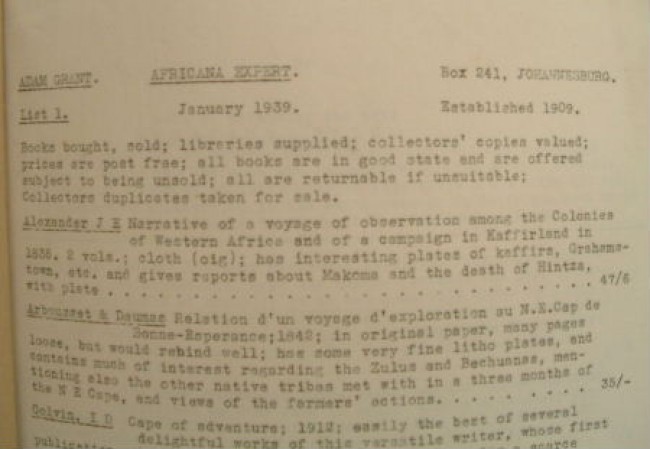 ADAM GRANT. AFRICANA EXPERT. Box 241, JOHANNESBURG.
List 1. January 1939. Established 1909.
Books bought, sold; libraries supplied; collectors' copies valued;
prices are post free; all books are in good state and are offered
subject to being unsold; all are returnable if unsuitable;
Collectors duplicates taken for sale.
Alexander J E Narrative of a voyage of observation among the Colonies
of Western Africa and of a campaign in Kaffirland in
1835. 2 vols.; cloth (oig); has interesting plates of kaffirs, Grahams-
town, etc. and gives reports about Makoma and the death of Hintza,
with plate . . . . . . . . . . . . . . . . . . . . . . . . . . 47/6
Arbousset & Daumas Relation d'un voyage d'exploration au N.E.Cap de
Bonne-Esperance;1842; in original paper, many pages
loose, but would rebind well; has some very fine litho plates, and
contains much of interest regarding the Zulus and Bechuanas, men-
tioning also the other native tribes met with in a three months of
the N E Cape, and views of the farmers' actions. . . . . . . . . . 35/-
Colvin, I D Cape of adventure; 1912; easily the best of several
delightful works of this versatile writer, whose first
scarce